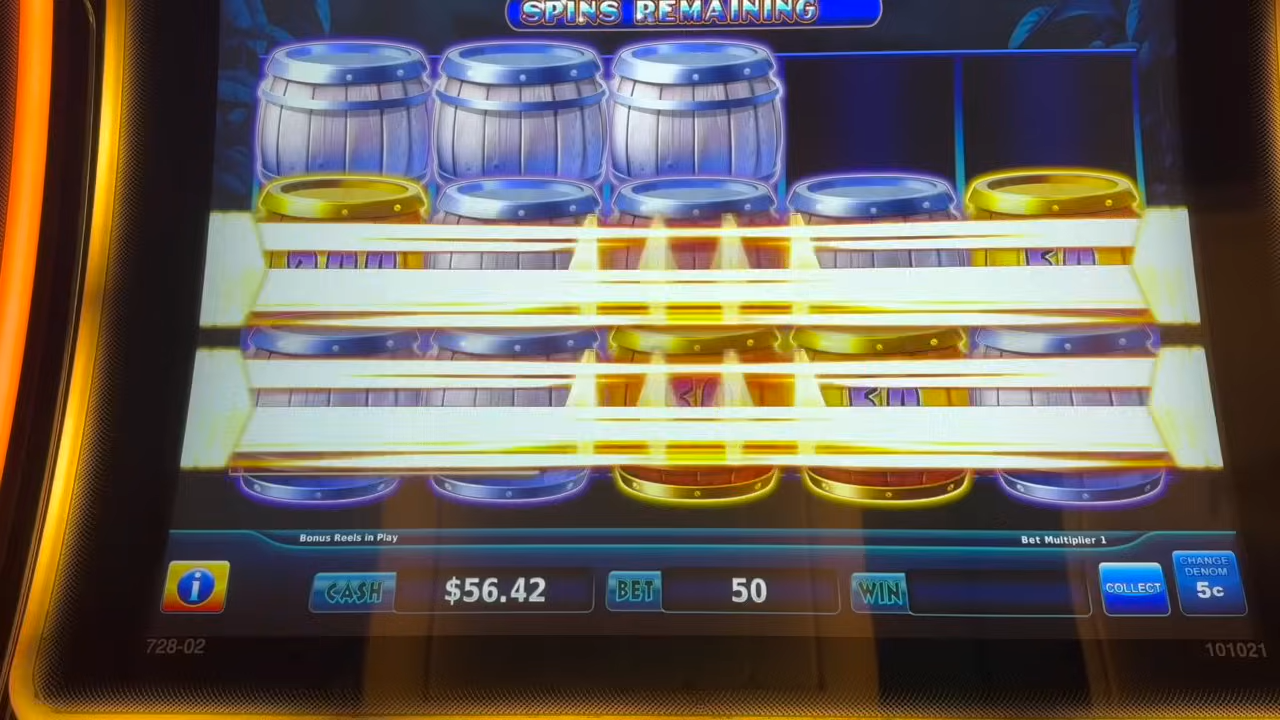 SPINS REMAINING
Bonus Reels in Play
Bet Multiplier 1
CASH
$56.42
BET
50
WIN
COLLECT
CHANGE
DENOM
5¢
728-02
101021